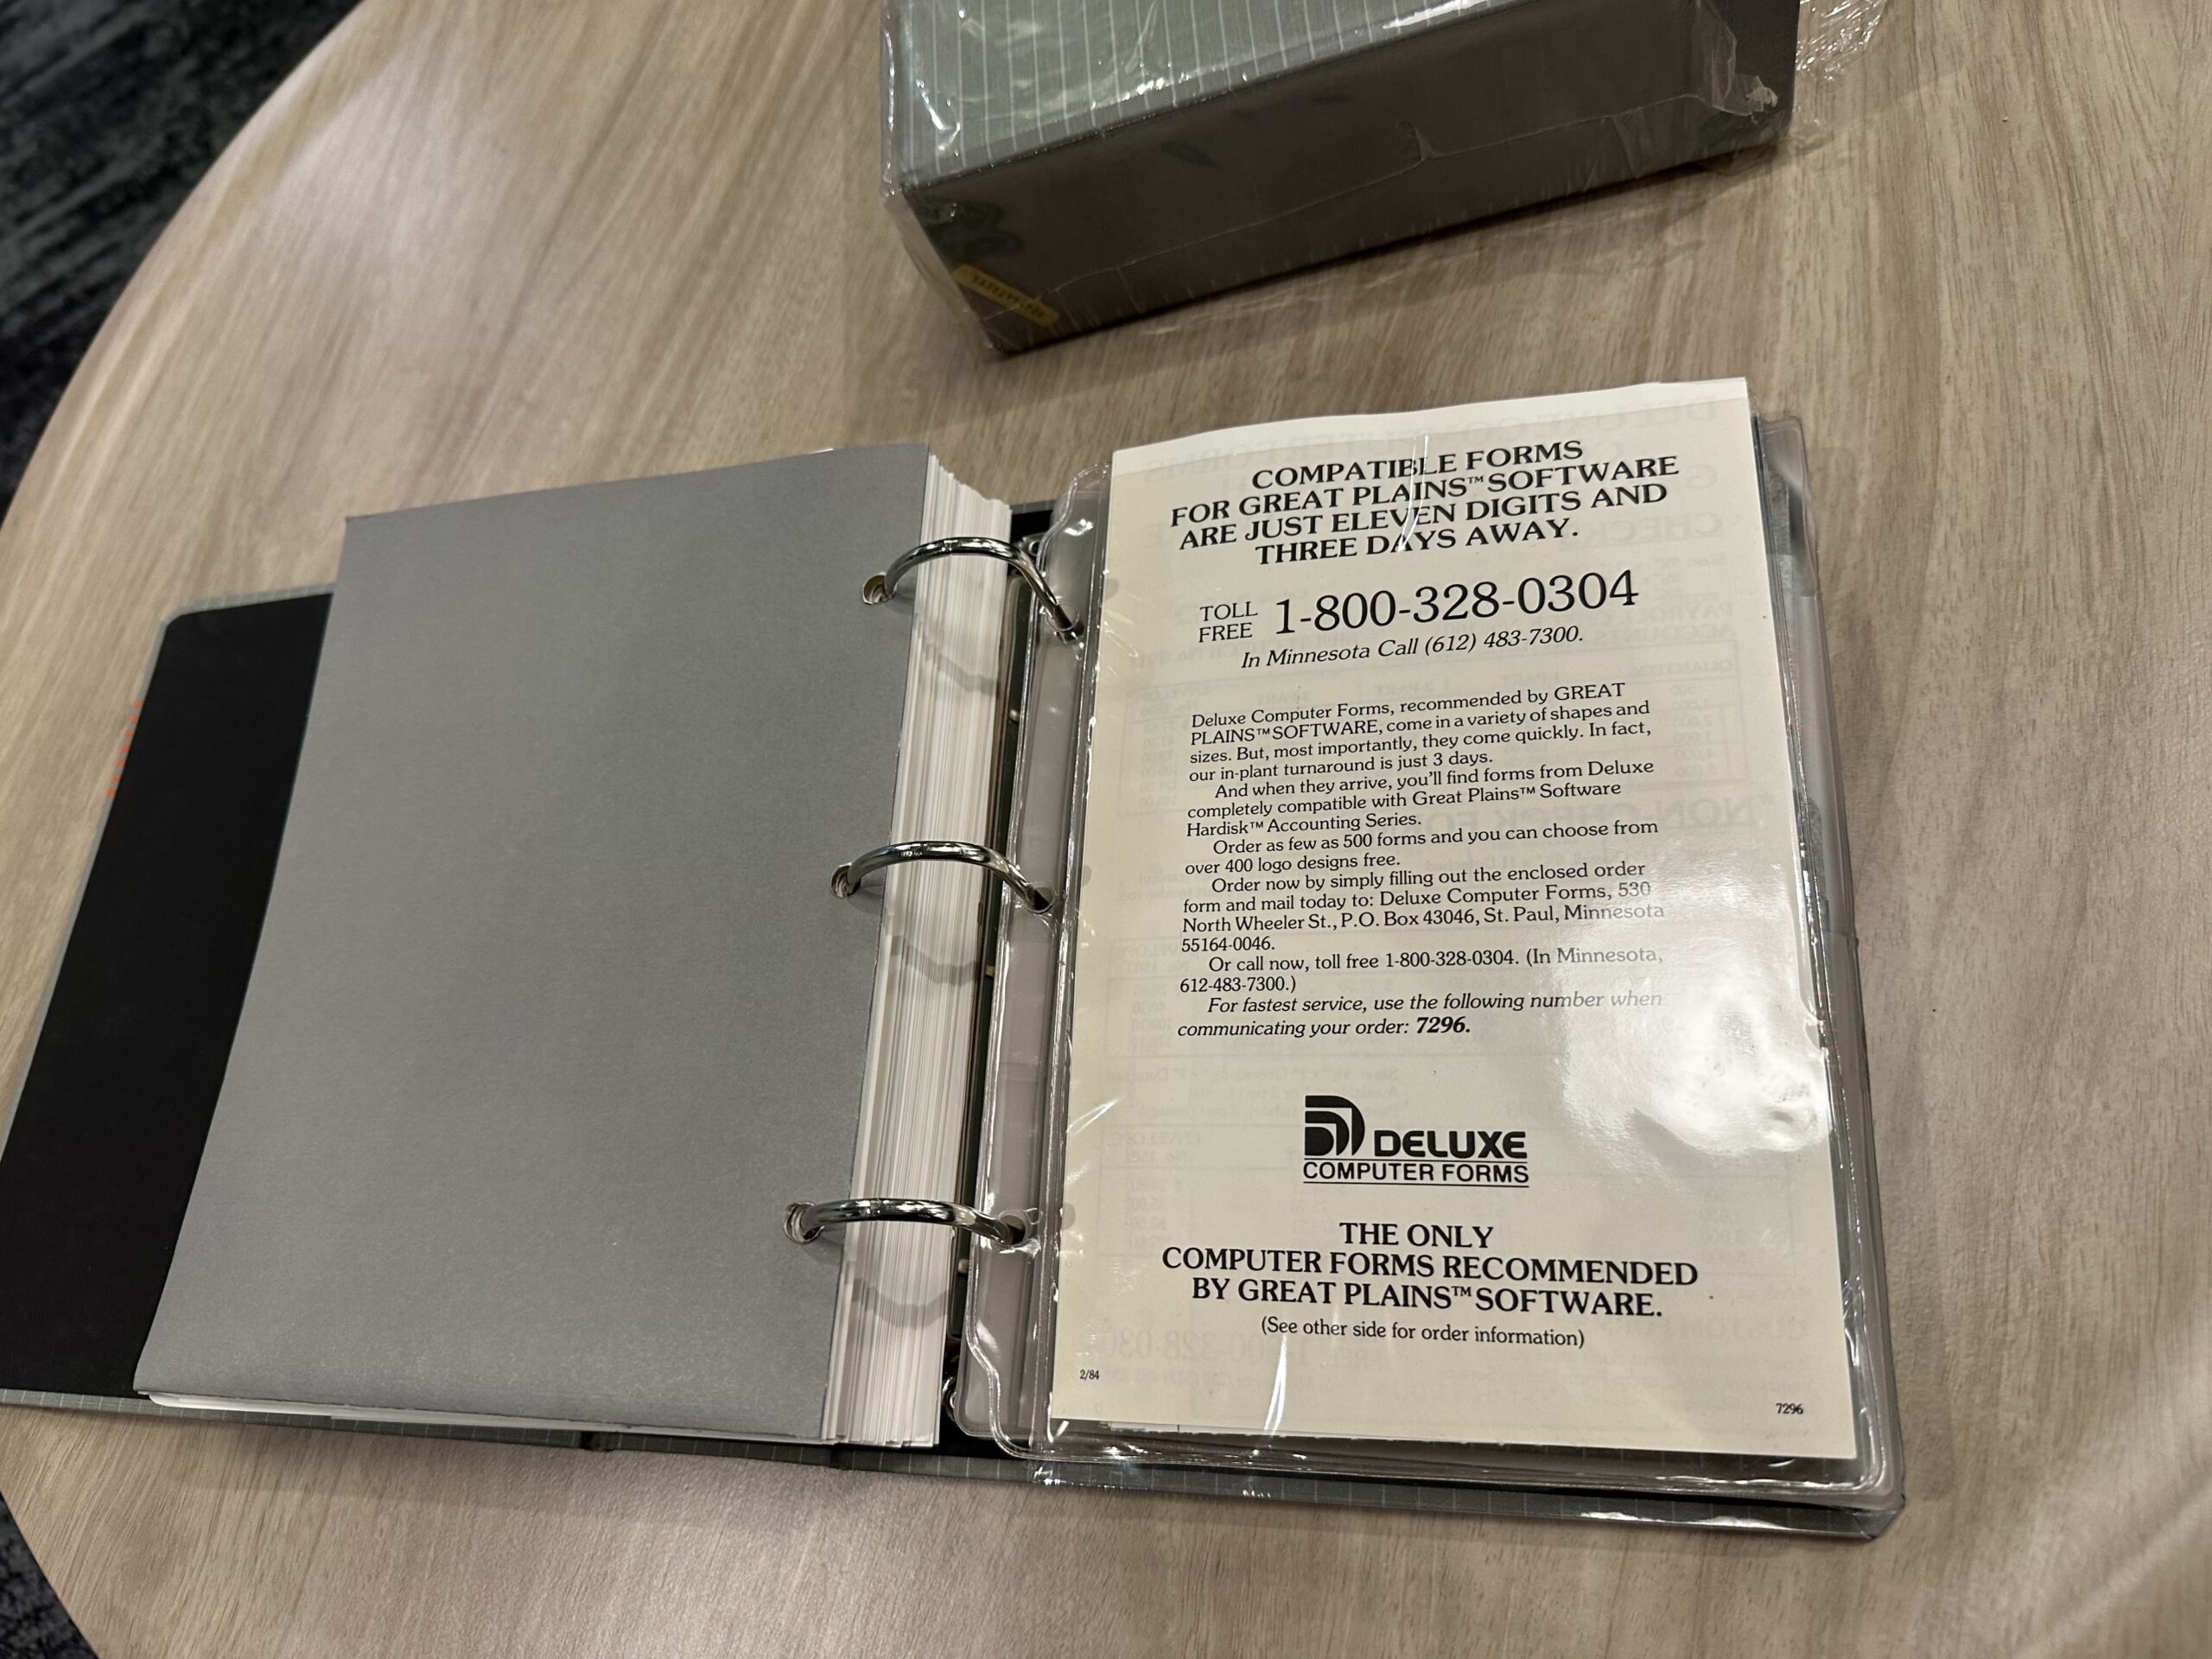 COMPATIBLE FORMS
FOR GREAT PLAINS™ SOFTWARE
ARE JUST ELEVEN DIGITS AND
THREE DAYS AWAY.
TOLL
FREE 1-800-328-0304
In Minnesota Call (612) 483-7300.
Deluxe Computer Forms, recommended by GREAT
PLAINS™ SOFTWARE, come in a variety of shapes and
sizes. But, most importantly, they come quickly. In fact,
our in-plant turnaround is just 3 days.
And when they arrive, you'll find forms from Deluxe
completely compatible with Great Plains™ Software
Hardisk™ Accounting Series.
Order as few as 500 forms and you can choose from
over 400 logo designs free.
Order now by simply filling out the enclosed order
form and mail today to: Deluxe Computer Forms, 530
North Wheeler St., P.O. Box 43046, St. Paul, Minnesota
55164-0046.
Or call now, toll free 1-800-328-0304. (In Minnesota,
612-483-7300.)
For fastest service, use the following number when
communicating your order: 7296.
DELUXE
COMPUTER FORMS
THE ONLY
COMPUTER FORMS RECOMMENDED
BY GREAT PLAINS™ SOFTWARE.
(See other side for order information)
2/84
7296